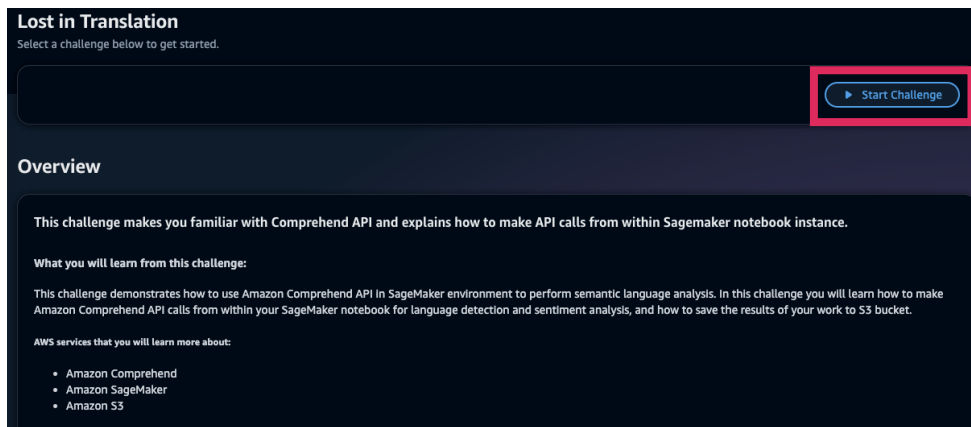 Lost in Translation
Select a challenge below to get started.
Start Challenge
Overview
This challenge makes you familiar with Comprehend API and explains how to make API calls from within Sagemaker notebook instance.
What you will learn from this challenge:
This challenge demonstrates how to use Amazon Comprehend API in SageMaker environment to perform semantic language analysis. In this challenge you will learn how to make
Amazon Comprehend API calls from within your SageMaker notebook for language detection and sentiment analysis, and how to save the results of your work to S3 bucket.
AWS services that you will learn more about:
• Amazon Comprehend
• Amazon SageMaker
• Amazon S3